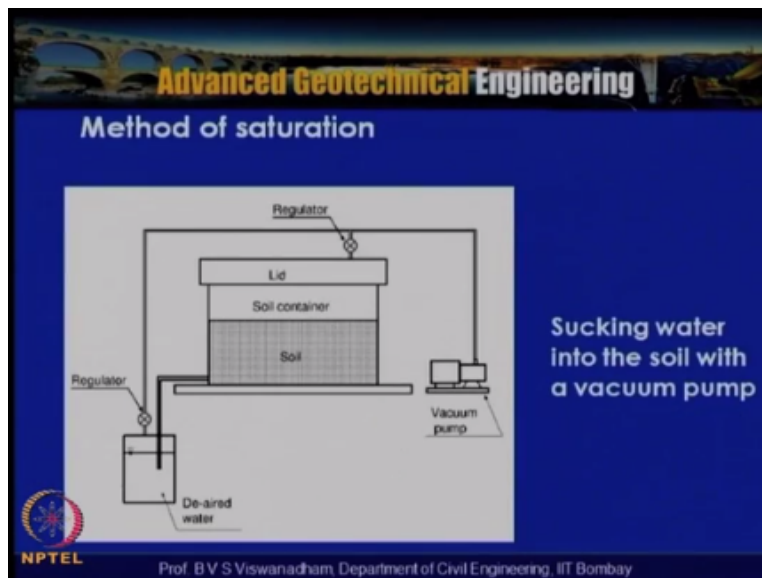 Advanced Geotechnical Engineering
Method of saturation
Regulator
Lid
Soil container
Soil
Regulator
Vacuum
pump
De-aired
water
Sucking water
into the soil with
a vacuum pump
NPTEL
Prof. B V S Viswanadham, Department of Civil Engineering, IIT Bombay